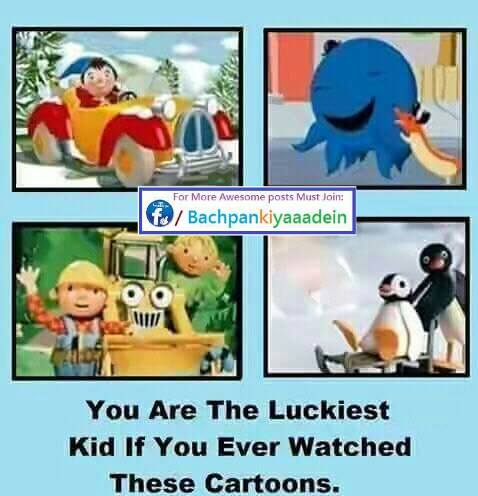 For More Awesome posts Must Join:
f / Bachpankiyaaadein
You Are The Luckiest
Kid If You Ever Watched
These Cartoons.